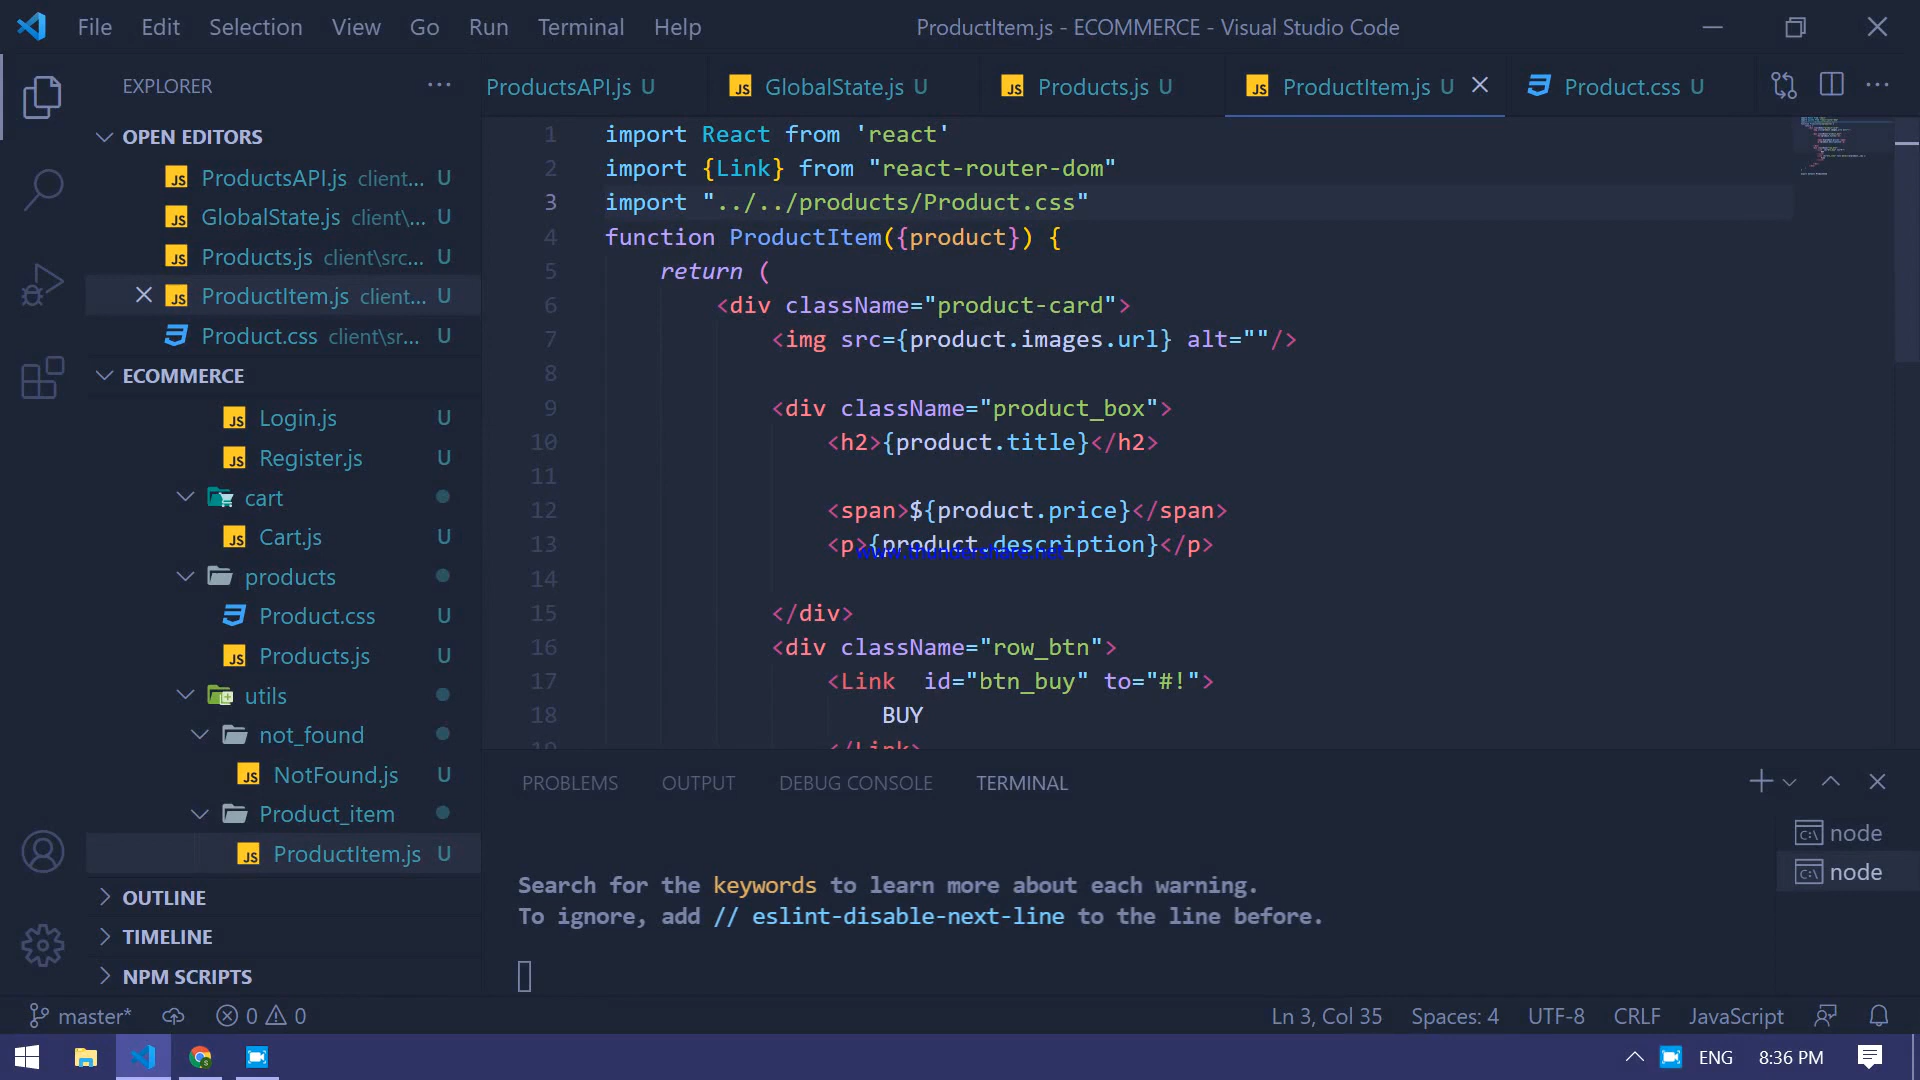 File Edit Selection View Go Run Terminal Help
ProductItem.js - ECOMMERCE - Visual Studio Code
EXPLORER
ProductsAPI.js U
GlobalState.js U
Products.js U
ProductItem.js U
Product.css U
OPEN EDITORS
ProductsAPI.js client... U
GlobalState.js client\... U
Products.js client\src... U
ProductItem.js client... U
Product.css client\sr... U
ECOMMERCE
Login.js U
Register.js U
cart
Cart.js U
products
Product.css U
Products.js U
utils
not_found
NotFound.js U
Product_item
ProductItem.js U
OUTLINE
TIMELINE
NPM SCRIPTS
1 import React from 'react'
2 import {Link} from "react-router-dom"
3 import "../../products/Product.css"
4 function ProductItem({product}) {
5 return (
6 <div className="product-card">
7 <img src={product.images.url} alt=""/>
8
9 <div className="product_box">
10 <h2>{product.title}</h2>
11
12 <span>${product.price}</span>
13 <p>{product.description}</p>
www.thundershare.net
14
15 </div>
16 <div className="row_btn">
17 <Link  id="btn_buy" to="#!">
18 BUY
19 </Link>
PROBLEMS OUTPUT DEBUG CONSOLE TERMINAL
node
node
Search for the keywords to learn more about each warning.
To ignore, add // eslint-disable-next-line to the line before.
master* 0 0
Ln 3, Col 35 Spaces: 4 UTF-8 CRLF JavaScript
ENG 8:36 PM